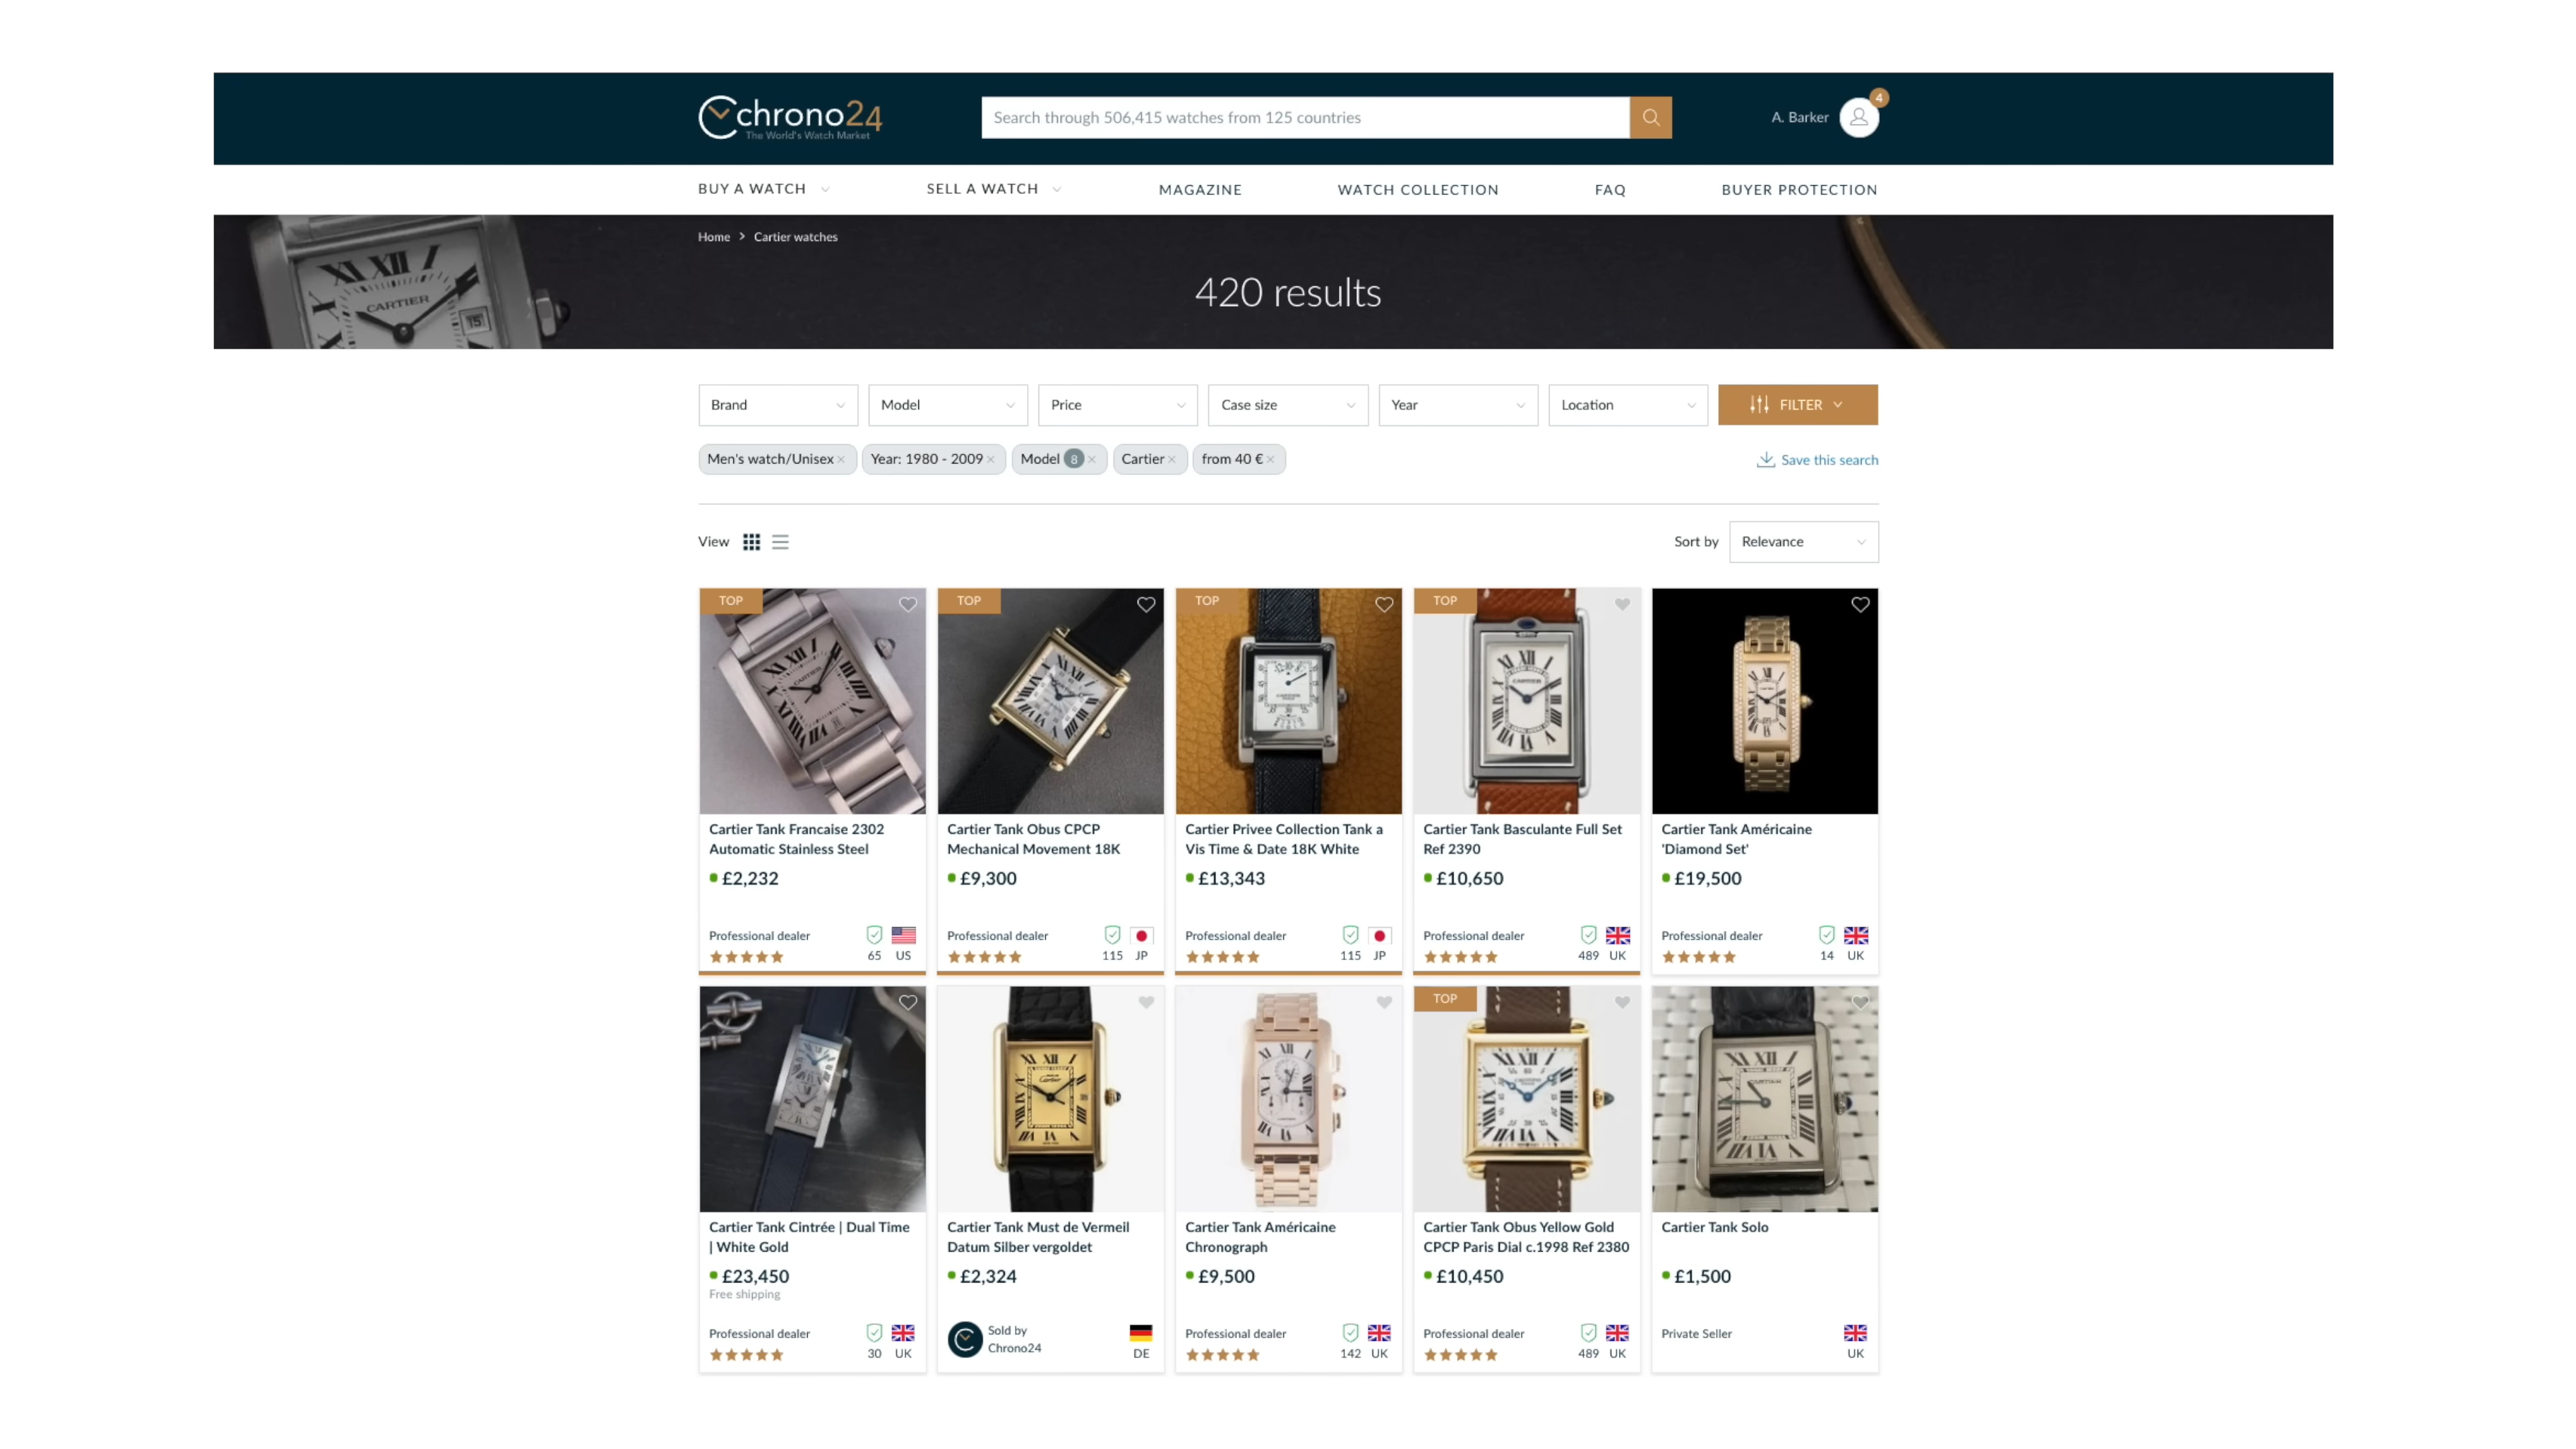 chrono24
The World's Watch Market
Search through 506,415 watches from 125 countries
A. Barker
4
BUY A WATCH
SELL A WATCH
MAGAZINE
WATCH COLLECTION
FAQ
BUYER PROTECTION
Home > Cartier watches
XII
CARTIER
15
420 results
Brand
Model
Price
Case size
Year
Location
FILTER
Men's watch/Unisex ×
Year: 1980 - 2009 ×
Model 8 ×
Cartier ×
from 40 € ×
Save this search
View
Sort by
Relevance
TOP
Cartier Tank Francaise 2302
Automatic Stainless Steel
£2,232
Professional dealer
65 US
TOP
Cartier Tank Obus CPCP
Mechanical Movement 18K
£9,300
Professional dealer
115 JP
TOP
Cartier Privee Collection Tank a
Vis Time & Date 18K White
£13,343
Professional dealer
115 JP
TOP
Cartier Tank Basculante Full Set
Ref 2390
£10,650
Professional dealer
489 UK
Cartier Tank Américaine
'Diamond Set'
£19,500
Professional dealer
14 UK
Cartier Tank Cintrée | Dual Time
| White Gold
£23,450
Free shipping
Professional dealer
30 UK
Cartier Tank Must de Vermeil
Datum Silber vergoldet
£2,324
Sold by
Chrono24
DE
Cartier Tank Américaine
Chronograph
£9,500
Professional dealer
142 UK
TOP
Cartier Tank Obus Yellow Gold
CPCP Paris Dial c.1998 Ref 2380
£10,450
Professional dealer
489 UK
Cartier Tank Solo
£1,500
Private Seller
UK